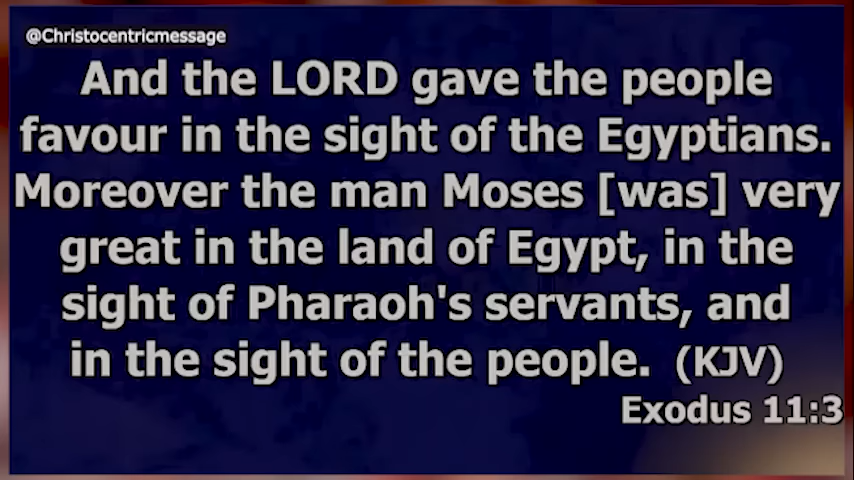 @Christocentricmessage
And the LORD gave the people
favour in the sight of the Egyptians.
Moreover the man Moses [was] very
great in the land of Egypt, in the
sight of Pharaoh's servants, and
in the sight of the people. (KJV)
Exodus 11:3